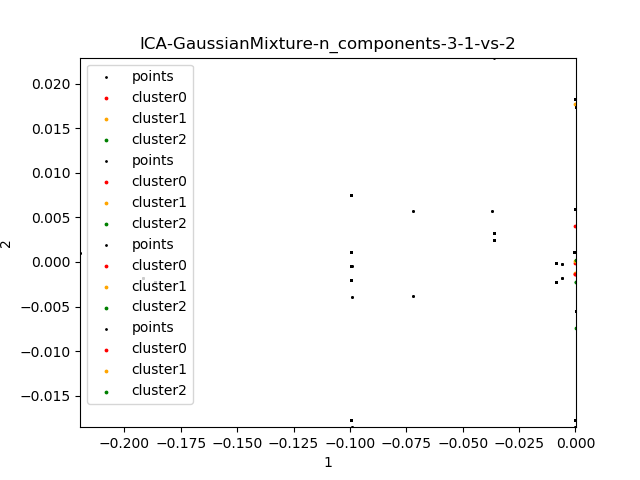 ICA-GaussianMixture-n_components-3-1-vs-2
0.020
0.015
0.010
0.005
0.000
−0.005
−0.010
−0.015
2
points
cluster0
cluster1
cluster2
points
cluster0
cluster1
cluster2
points
cluster0
cluster1
cluster2
points
cluster0
cluster1
cluster2
−0.200 −0.175 −0.150 −0.125 −0.100 −0.075 −0.050 −0.025 0.000
1